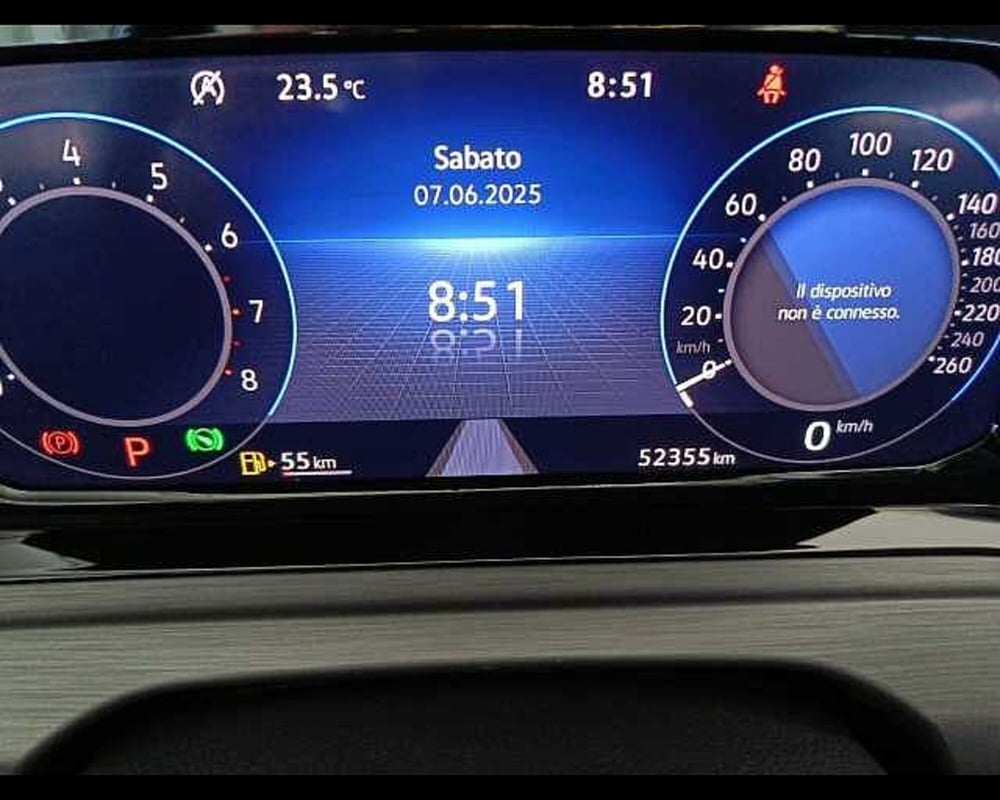 23.5 °C
8:51
Sabato
07.06.2025
8:51
4
5
6
7
8
P
P
55 km
52355 km
0
20
40
60
80
100
120
140
160
180
200
220
240
260
km/h
Il dispositivo
non è connesso.
0 km/h